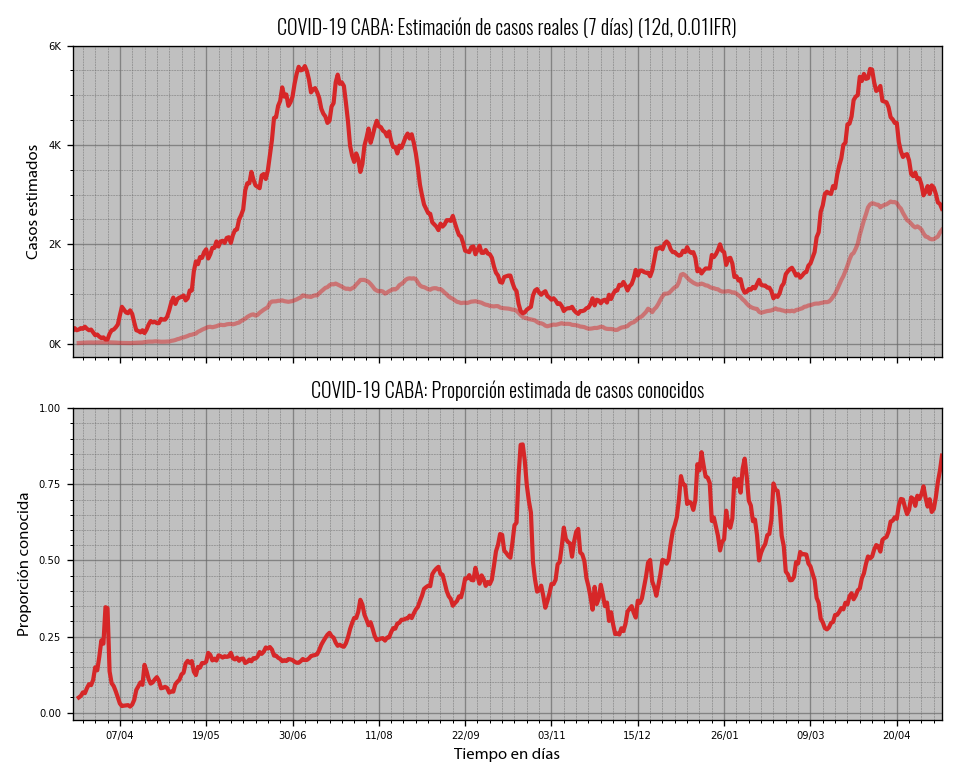 COVID-19 CABA: Estimación de casos reales (7 días) (12d, 0.01IFR)
6K
4K
2K
0K
Casos estimados
COVID-19 CABA: Proporción estimada de casos conocidos
1.00
0.75
0.50
0.25
0.00
Proporción conocida
07/04 19/05 30/06 11/08 22/09 03/11 15/12 26/01 09/03 20/04
Tiempo en días